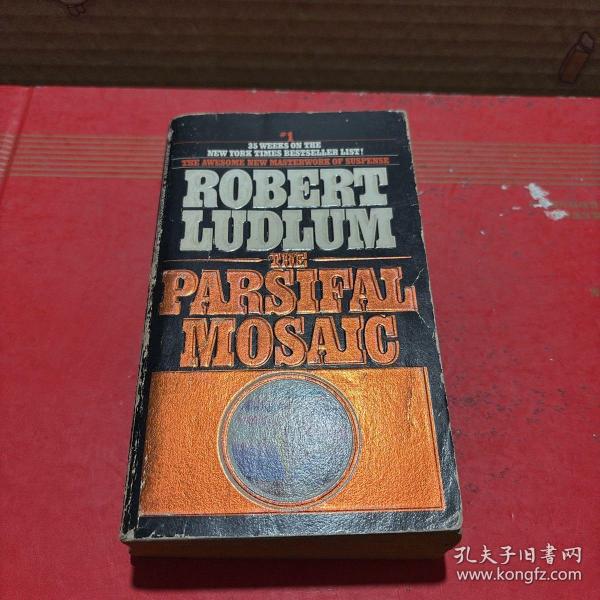 #1
35 WEEKS ON THE
NEW YORK TIMES BESTSELLER LIST!
THE AWESOME NEW MASTERWORK OF SUSPENSE
ROBERT
LUDLUM
THE
PARSIFAL
MOSAIC
孔夫子旧书网
www.kongfz.com